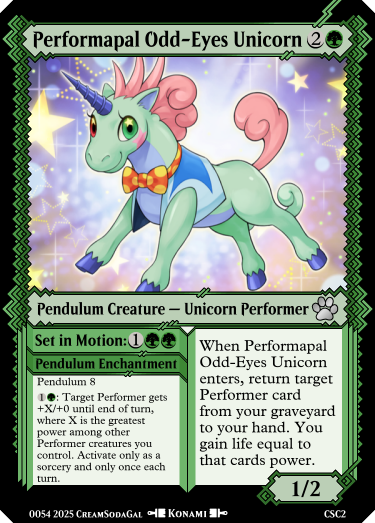 Performapal Odd-Eyes Unicorn 2
Pendulum Creature — Unicorn Performer
Set in Motion: 1
Pendulum Enchantment
Pendulum 8
1: Target Performer gets
+X/+0 until end of turn,
where X is the greatest
power among other
Performer creatures you
control. Activate only as a
sorcery and only once each
turn.
When Performapal
Odd-Eyes Unicorn
enters, return target
Performer card
from your graveyard
to your hand. You
gain life equal to
that cards power.
1/2
0054 2025 CreamSodaGal KONAMI CSC2